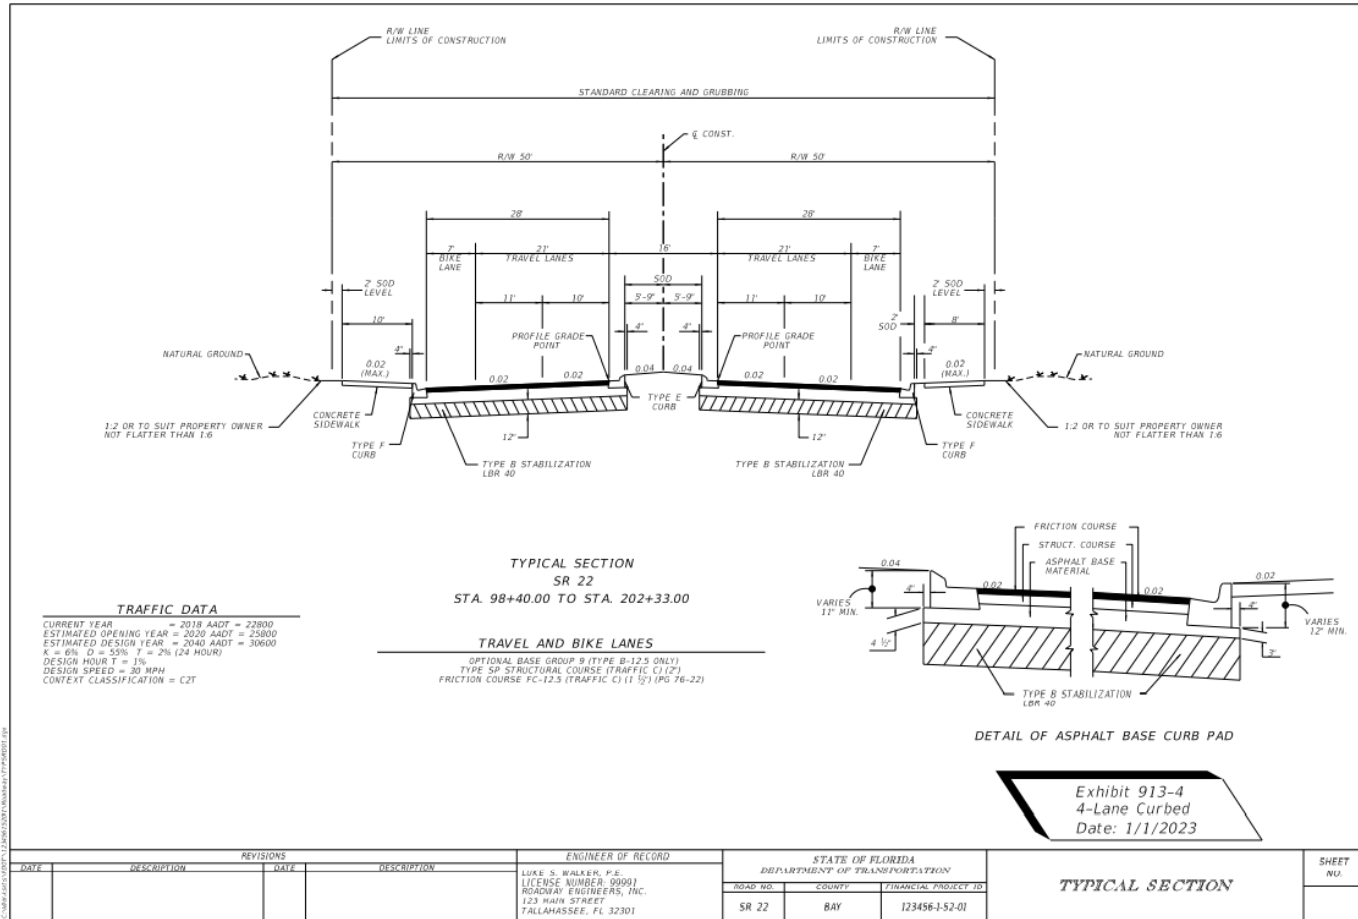 R/W LINE
LIMITS OF CONSTRUCTION
R/W LINE
LIMITS OF CONSTRUCTION
STANDARD CLEARING AND GRUBBING
℄ CONST.
R/W 50'
R/W 50'
28'
28'
7'
BIKE
LANE
21'
TRAVEL LANES
16'
21'
TRAVEL LANES
7'
BIKE
LANE
2' SOD
LEVEL
SOD
2' SOD
LEVEL
11'
10'
5'-9"
5'-9"
11'
10'
10'
2'
SOD
8'
4"
PROFILE GRADE
POINT
4"
4"
PROFILE GRADE
POINT
4"
NATURAL GROUND
0.02
(MAX.)
0.02
0.02
0.04
0.04
0.02
0.02
0.02
(MAX.)
NATURAL GROUND
CONCRETE
SIDEWALK
TYPE E
CURB
CONCRETE
SIDEWALK
1:2 OR TO SUIT PROPERTY OWNER
NOT FLATTER THAN 1:6
1:2 OR TO SUIT PROPERTY OWNER
NOT FLATTER THAN 1:6
TYPE F
CURB
12"
12"
TYPE F
CURB
TYPE B STABILIZATION
LBR 40
TYPE B STABILIZATION
LBR 40
TYPICAL SECTION
SR 22
STA. 98+40.00 TO STA. 202+33.00
TRAFFIC DATA
CURRENT YEAR = 2018 AADT = 22800
ESTIMATED OPENING YEAR = 2020 AADT = 25800
ESTIMATED DESIGN YEAR = 2040 AADT = 30600
K = 6% D = 55% T = 2% (24 HOUR)
DESIGN HOUR T = 1%
DESIGN SPEED = 30 MPH
CONTEXT CLASSIFICATION = C2T
TRAVEL AND BIKE LANES
OPTIONAL BASE GROUP 9 (TYPE B-12.5 ONLY)
TYPE SP STRUCTURAL COURSE (TRAFFIC C) (2")
FRICTION COURSE FC-12.5 (TRAFFIC C) (1 ½") (PG 76-22)
FRICTION COURSE
STRUCT. COURSE
ASPHALT BASE
MATERIAL
0.04
0.02
0.02
0.02
4"
4"
VARIES
11" MIN.
VARIES
12" MIN.
4 ½"
3"
TYPE B STABILIZATION
LBR 40
DETAIL OF ASPHALT BASE CURB PAD
Exhibit 913-4
4-Lane Curbed
Date: 1/1/2023
REVISIONS
DATE DESCRIPTION DATE DESCRIPTION
ENGINEER OF RECORD
LUKE S. WALKER, P.E.
LICENSE NUMBER: 99991
ROADWAY ENGINEERS, INC.
123 MAIN STREET
TALLAHASSEE, FL 32301
STATE OF FLORIDA
DEPARTMENT OF TRANSPORTATION
ROAD NO. COUNTY FINANCIAL PROJECT ID
SR 22 BAY 123456-1-52-01
TYPICAL SECTION
SHEET
NO.